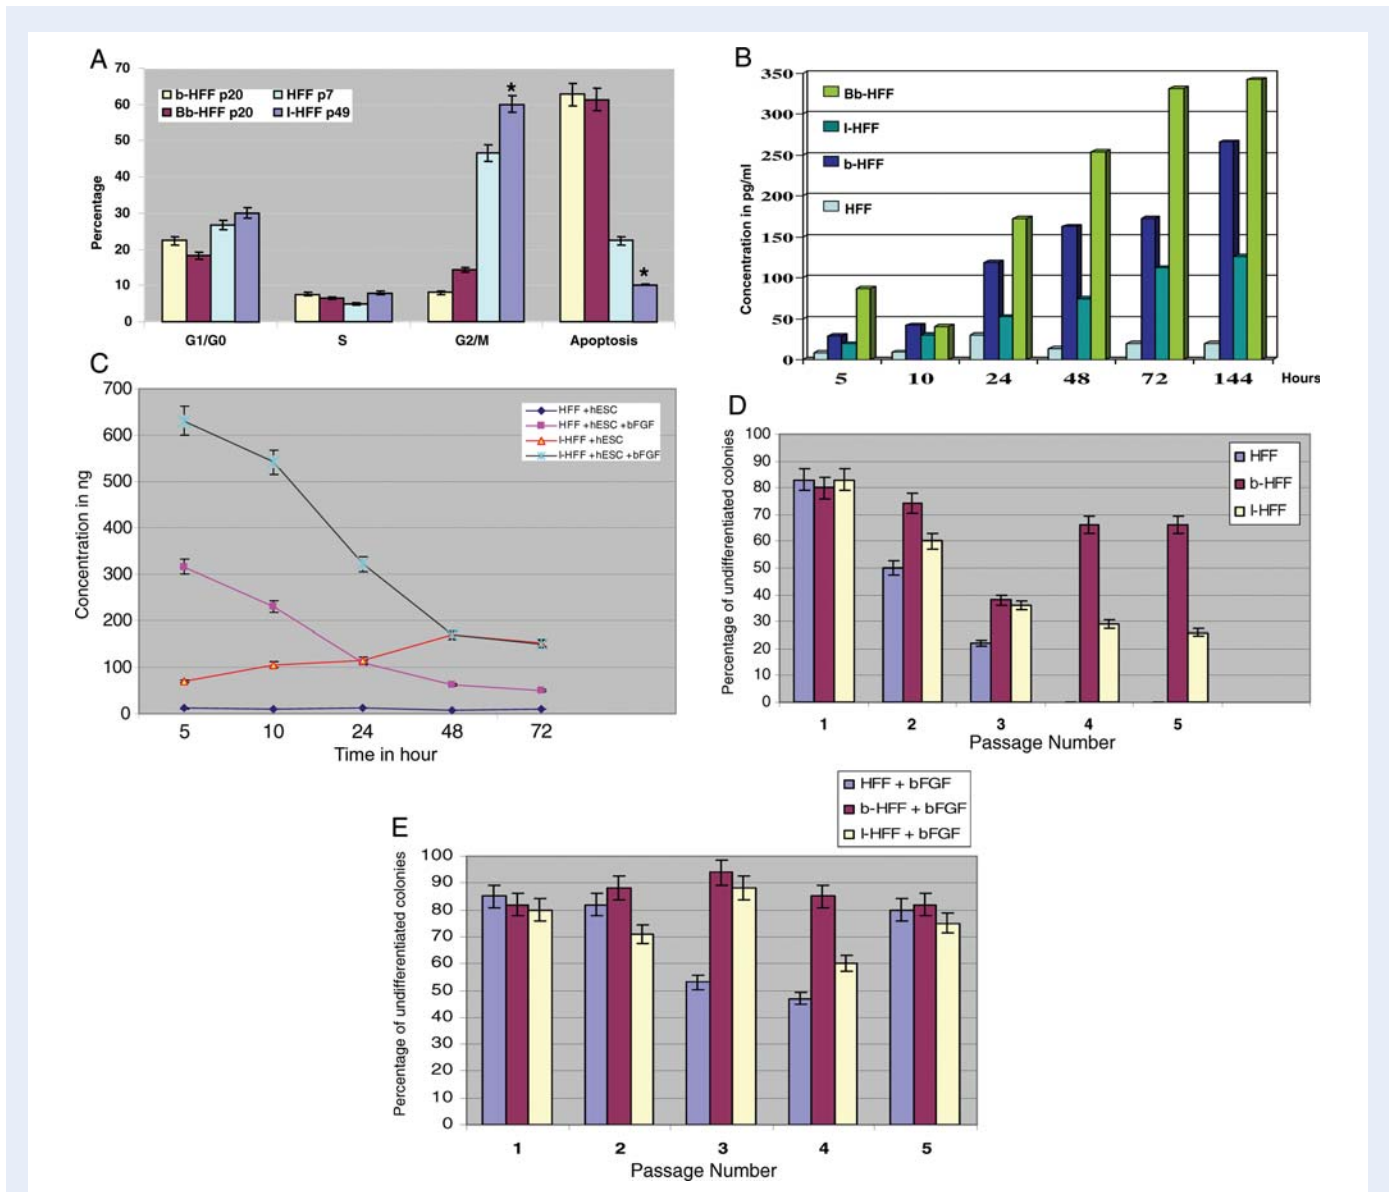 A
70
60
50
40
30
20
10
0
Percentage
b-HFF p20 HFF p7
Bb-HFF p20 I-HFF p49
*
*
G1/G0 S G2/M Apoptosis
B
350
300
250
200
150
100
50
0
Concentration in pg/ml
Bb-HFF
I-HFF
b-HFF
HFF
5 10 24 48 72 144 Hours
C
700
600
500
400
300
200
100
0
Concentration in ng
HFF +hESC
HFF +hESC +bFGF
I-HFF +hESC
I-HFF +hESC +bFGF
5 10 24 48 72
Time in hour
D
100
90
80
70
60
50
40
30
20
10
0
Percentage of undifferentiated colonies
HFF
b-HFF
I-HFF
1 2 3 4 5
Passage Number
E
HFF + bFGF
b-HFF + bFGF
I-HFF + bFGF
100
90
80
70
60
50
40
30
20
10
0
Percentage of undifferentiated colonies
1 2 3 4 5
Passage Number